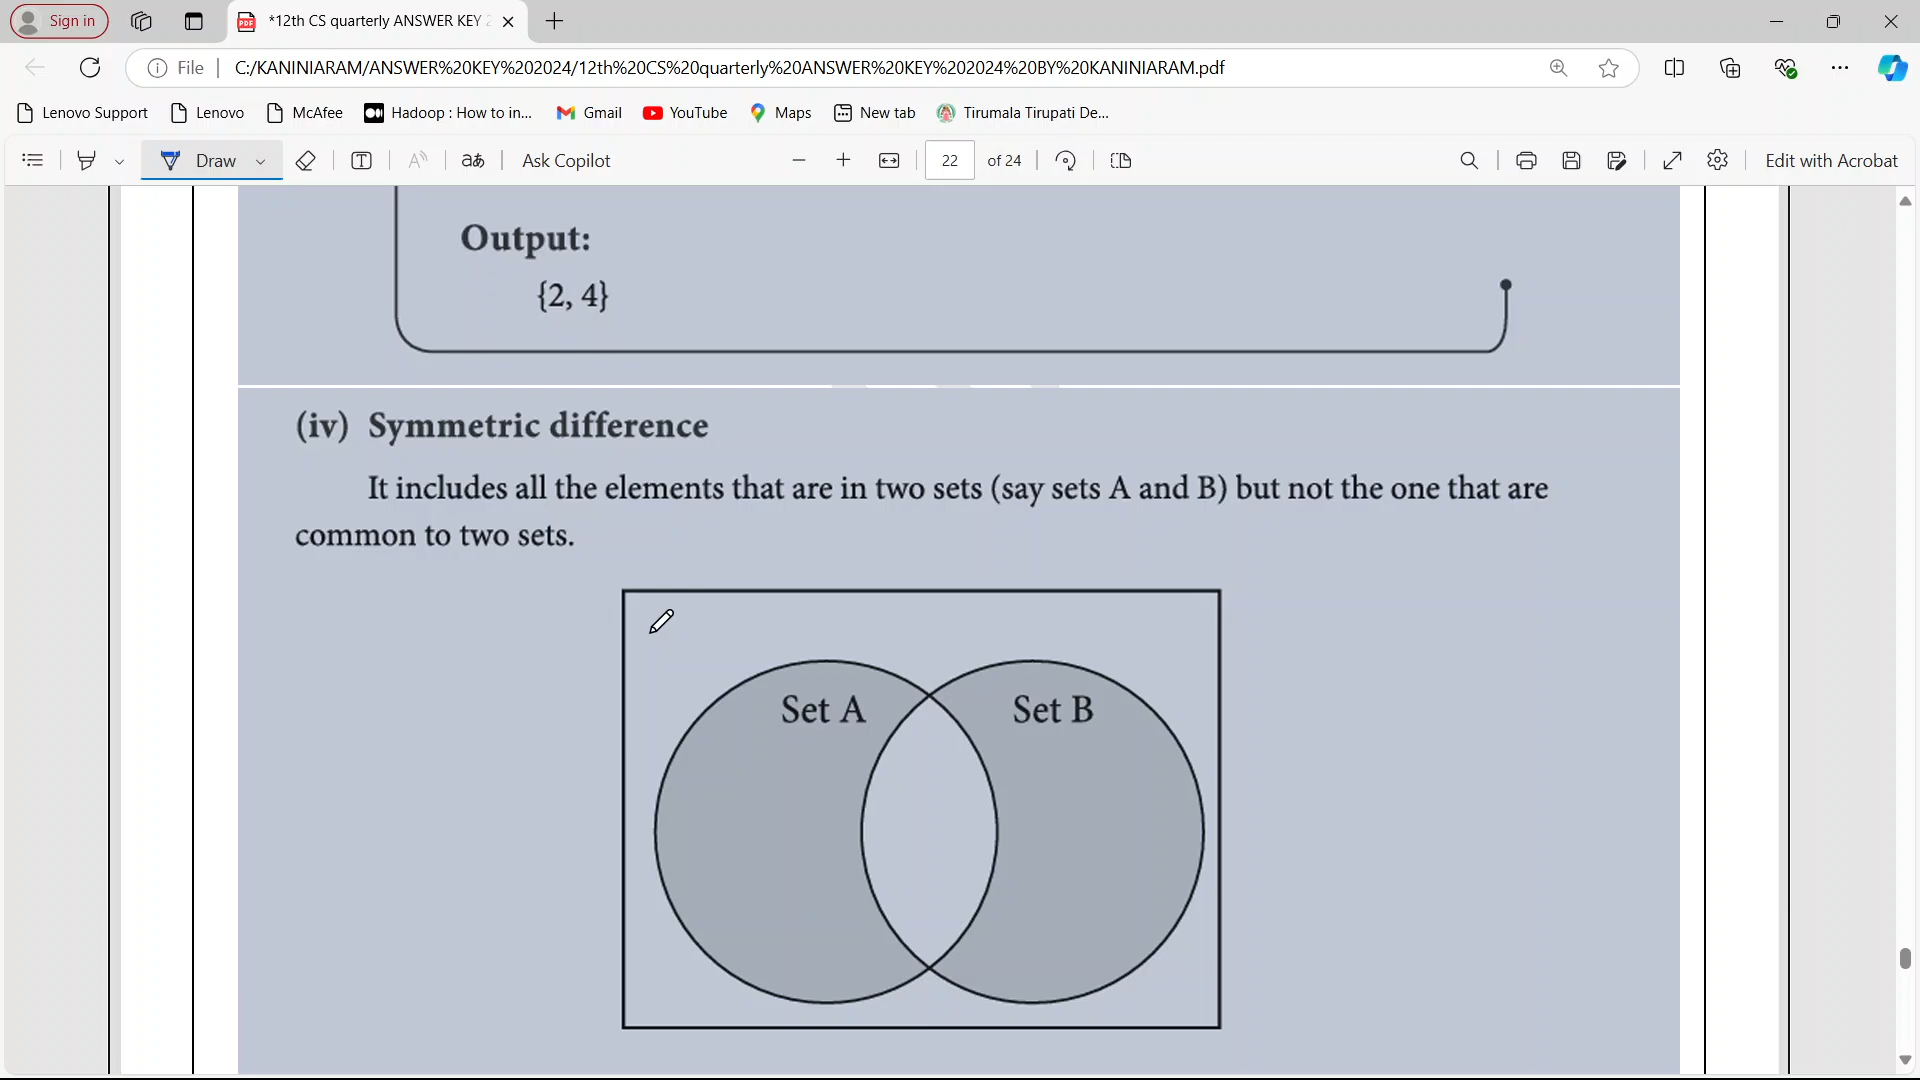 Sign in
*12th CS quarterly ANSWER KEY 2
File
C:/KANINIARAM/ANSWER%20KEY%202024/12th%20CS%20quarterly%20ANSWER%20KEY%202024%20BY%20KANINIARAM.pdf
Lenovo Support Lenovo McAfee Hadoop : How to in... Gmail YouTube Maps New tab Tirumala Tirupati De...
Draw Ask Copilot 22 of 24 Edit with Acrobat
Output:
{2, 4}
(iv) Symmetric difference
It includes all the elements that are in two sets (say sets A and B) but not the one that are
common to two sets.
Set A Set B